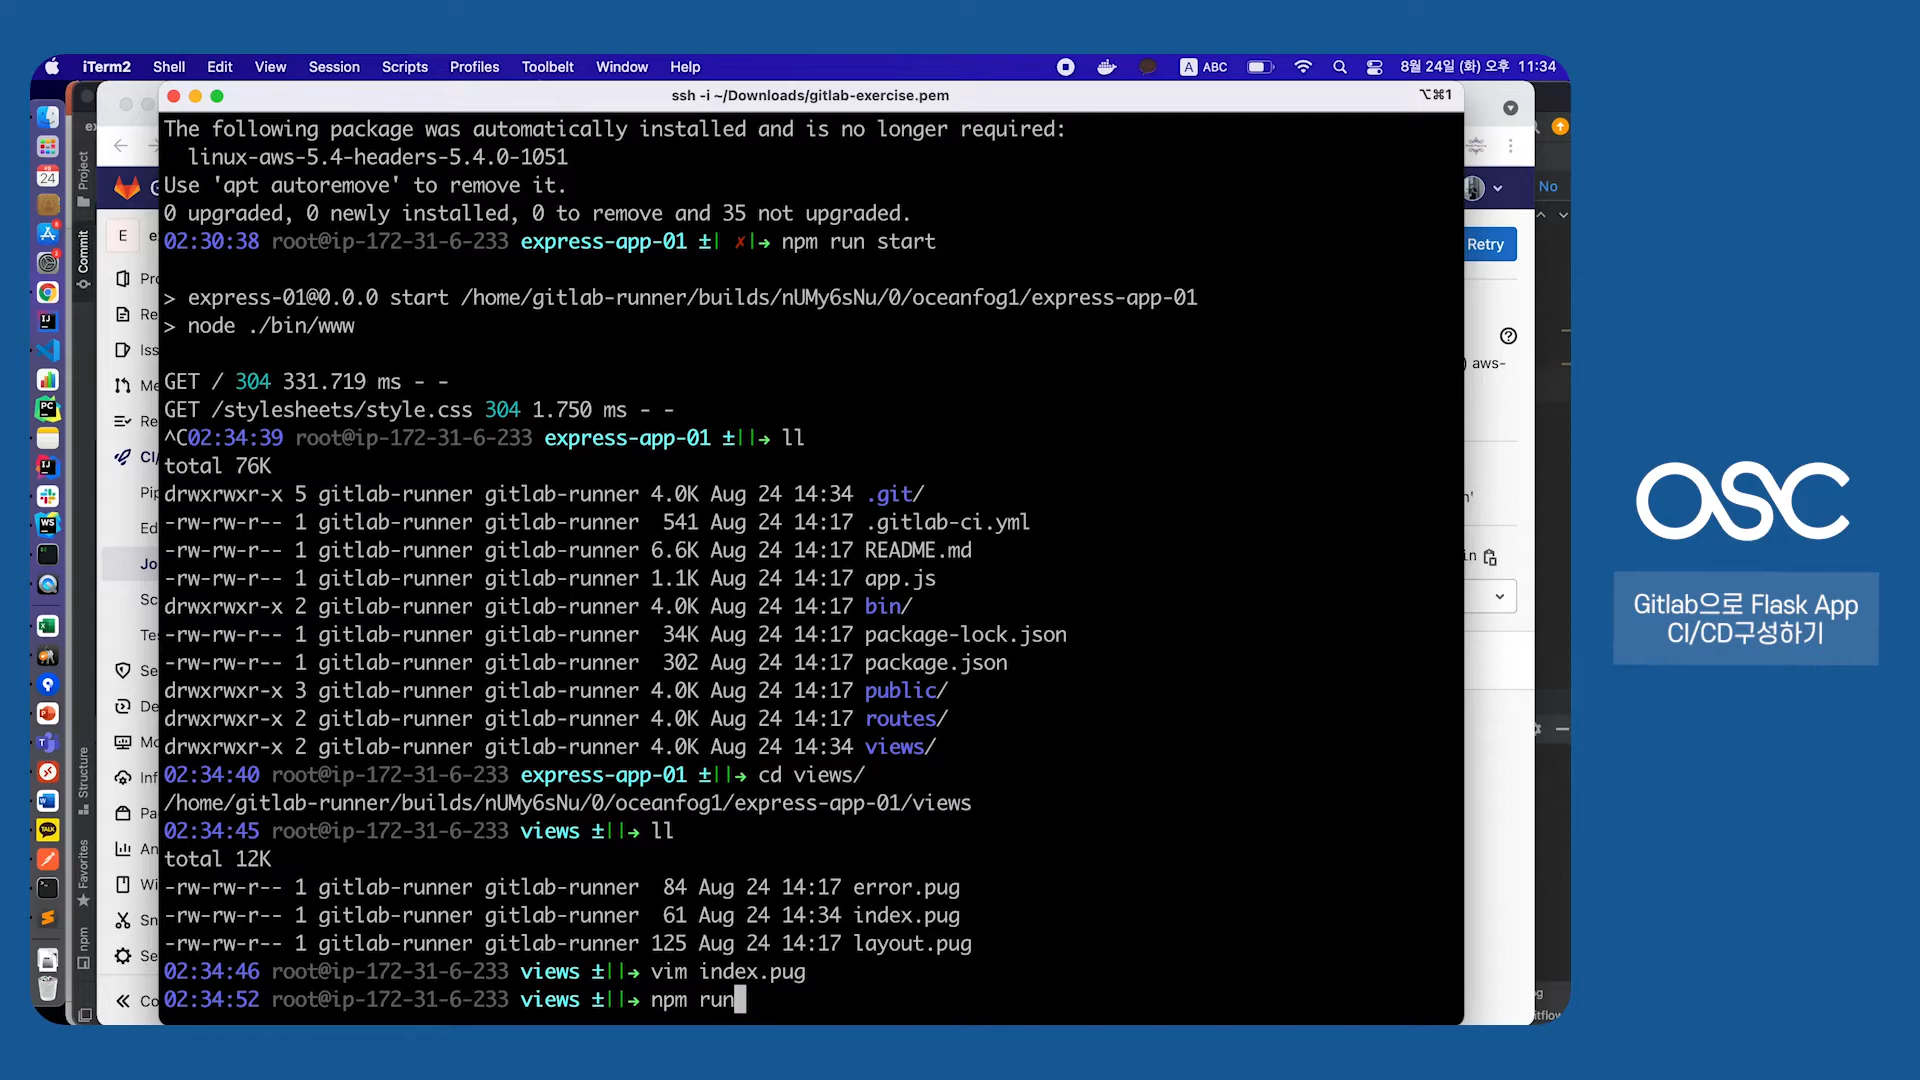 iTerm2 Shell Edit View Session Scripts Profiles Toolbelt Window Help A ABC 8월 24일 (화) 오후 11:34
ssh -i ~/Downloads/gitlab-exercise.pem ⌥⌘1
The following package was automatically installed and is no longer required:
linux-aws-5.4-headers-5.4.0-1051
Use 'apt autoremove' to remove it.
0 upgraded, 0 newly installed, 0 to remove and 35 not upgraded.
02:30:38 root@ip-172-31-6-233 express-app-01 ±| ✗|→ npm run start
> express-01@0.0.0 start /home/gitlab-runner/builds/nUMy6sNu/0/oceanfog1/express-app-01
> node ./bin/www
GET / 304 331.719 ms - -
GET /stylesheets/style.css 304 1.750 ms - -
^C02:34:39 root@ip-172-31-6-233 express-app-01 ±||→ ll
total 76K
drwxrwxr-x 5 gitlab-runner gitlab-runner 4.0K Aug 24 14:34 .git/
-rw-rw-r-- 1 gitlab-runner gitlab-runner 541 Aug 24 14:17 .gitlab-ci.yml
-rw-rw-r-- 1 gitlab-runner gitlab-runner 6.6K Aug 24 14:17 README.md
-rw-rw-r-- 1 gitlab-runner gitlab-runner 1.1K Aug 24 14:17 app.js
drwxrwxr-x 2 gitlab-runner gitlab-runner 4.0K Aug 24 14:17 bin/
-rw-rw-r-- 1 gitlab-runner gitlab-runner 34K Aug 24 14:17 package-lock.json
-rw-rw-r-- 1 gitlab-runner gitlab-runner 302 Aug 24 14:17 package.json
drwxrwxr-x 3 gitlab-runner gitlab-runner 4.0K Aug 24 14:17 public/
drwxrwxr-x 2 gitlab-runner gitlab-runner 4.0K Aug 24 14:17 routes/
drwxrwxr-x 2 gitlab-runner gitlab-runner 4.0K Aug 24 14:34 views/
02:34:40 root@ip-172-31-6-233 express-app-01 ±||→ cd views/
/home/gitlab-runner/builds/nUMy6sNu/0/oceanfog1/express-app-01/views
02:34:45 root@ip-172-31-6-233 views ±||→ ll
total 12K
-rw-rw-r-- 1 gitlab-runner gitlab-runner 84 Aug 24 14:17 error.pug
-rw-rw-r-- 1 gitlab-runner gitlab-runner 61 Aug 24 14:34 index.pug
-rw-rw-r-- 1 gitlab-runner gitlab-runner 125 Aug 24 14:17 layout.pug
02:34:46 root@ip-172-31-6-233 views ±||→ vim index.pug
02:34:52 root@ip-172-31-6-233 views ±||→ npm run
Project
Commit
Structure
Favorites
npm
E
No
Retry
aws-
OSC
Gitlab으로 Flask App
CI/CD구성하기